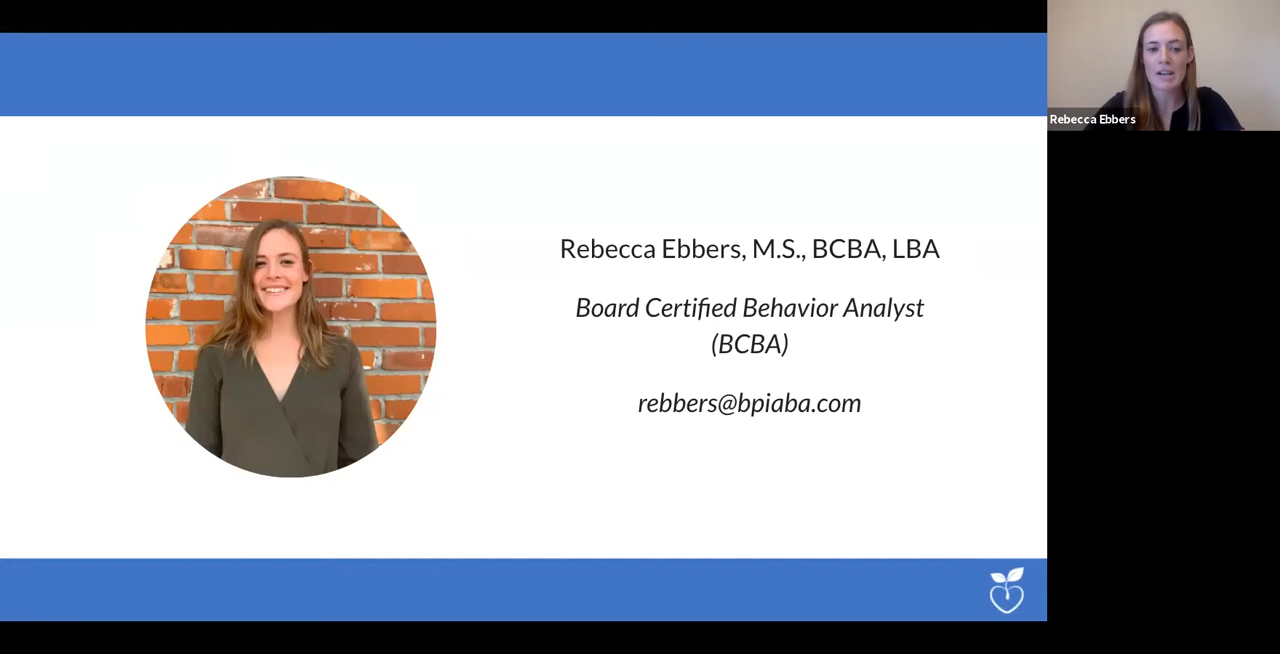 Rebecca Ebbers, M.S., BCBA, LBA
Board Certified Behavior Analyst
(BCBA)
rebbers@bpiaba.com
Rebecca Ebbers